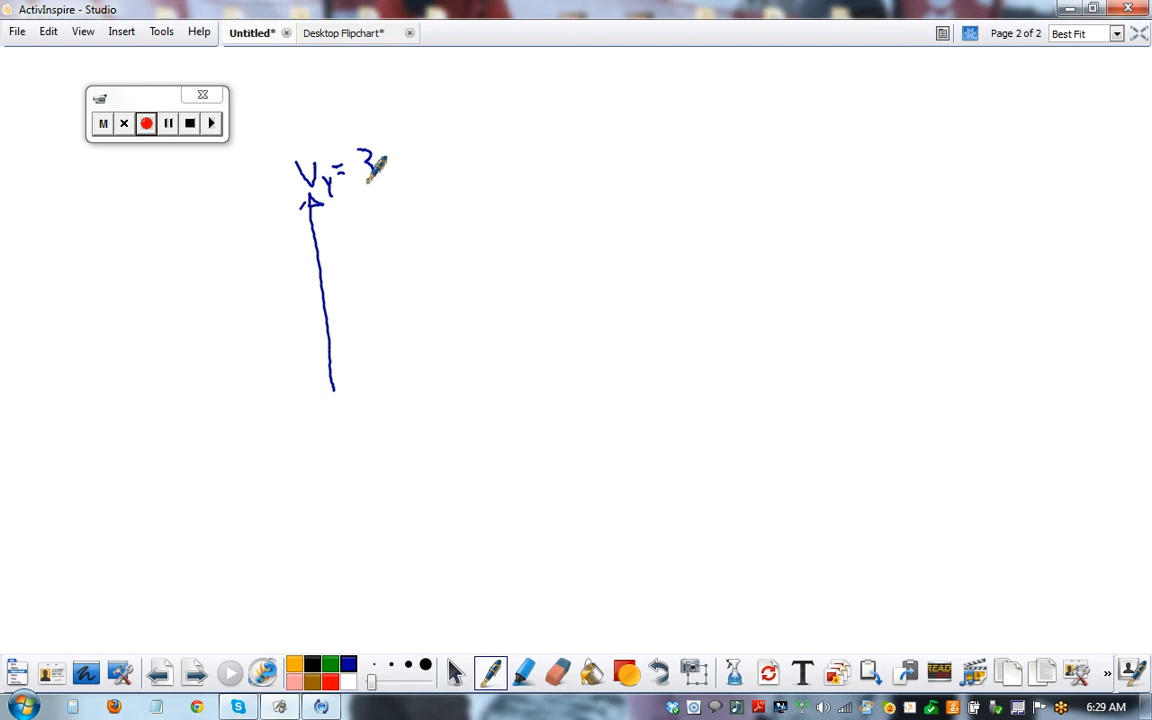 ActivInspire - Studio
File Edit View Insert Tools Help Untitled* Desktop Flipchart* Page 2 of 2 Best Fit
M
Vy = 3
T READ »
6:29 AM